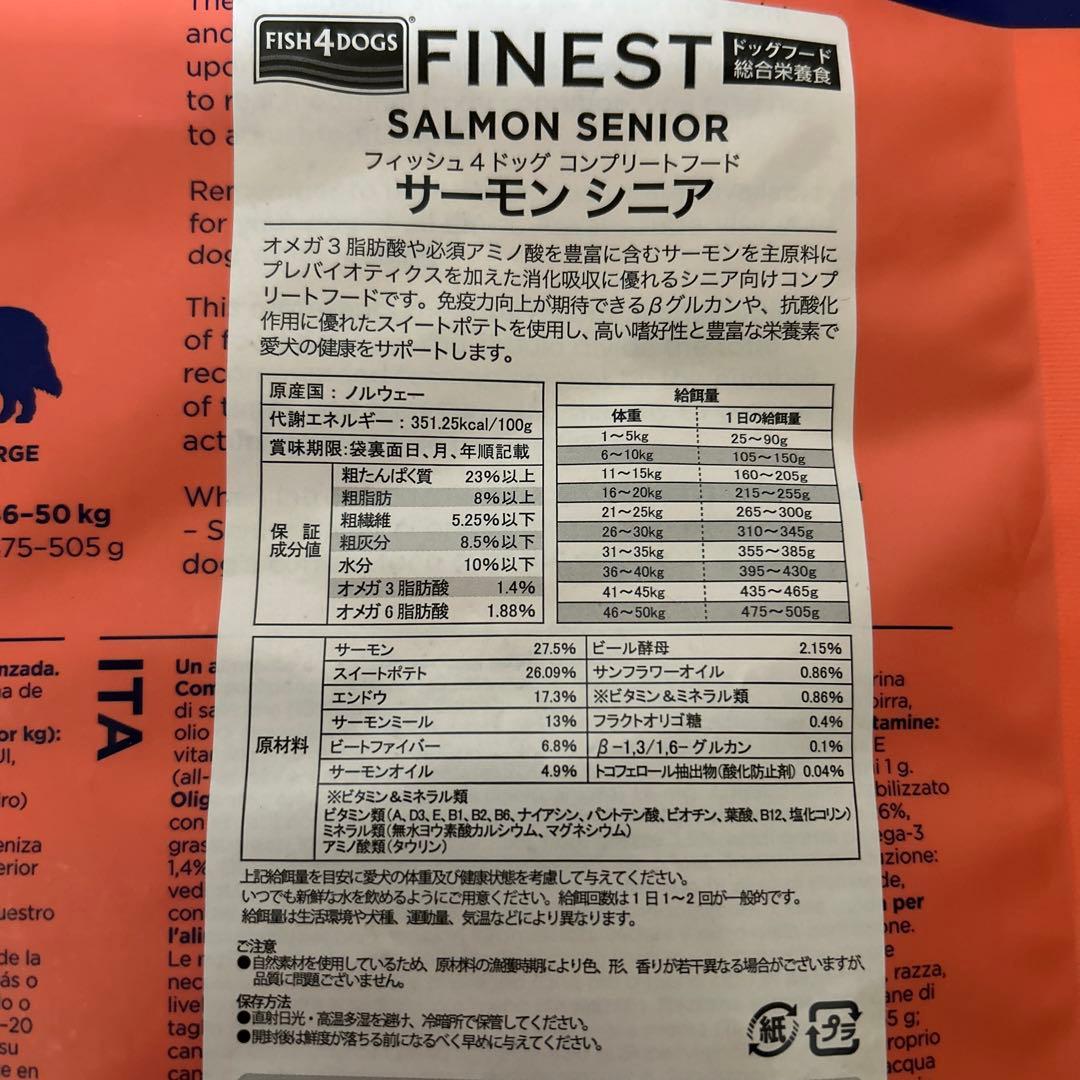 FISH4DOGS®
FINEST
ドッグフード
総合栄養食
SALMON SENIOR
フィッシュ4ドッグ コンプリートフード
サーモン シニア
オメガ3脂肪酸や必須アミノ酸を豊富に含むサーモンを主原料に
プレバイオティクスを加えた消化吸収に優れるシニア向けコンプ
リートフードです。免疫力向上が期待できるβグルカンや、抗酸化
作用に優れたスイートポテトを使用し、高い嗜好性と豊富な栄養素で
愛犬の健康をサポートします。
原産国：ノルウェー
代謝エネルギー：351.25kcal/100g
賞味期限:袋裏面日、月、年順記載
保証
成分値
粗たんぱく質 23%以上
粗脂肪 8%以上
粗繊維 5.25%以下
粗灰分 8.5%以下
水分 10%以下
オメガ3脂肪酸 1.4%
オメガ6脂肪酸 1.88%
給餌量
体重 1日の給餌量
1～5kg 25～90g
6～10kg 105～150g
11～15kg 160～205g
16～20kg 215～255g
21～25kg 265～300g
26～30kg 310～345g
31～35kg 355～385g
36～40kg 395～430g
41～45kg 435～465g
46～50kg 475～505g
原材料
サーモン 27.5% ビール酵母 2.15%
スイートポテト 26.09% サンフラワーオイル 0.86%
エンドウ 17.3% ※ビタミン＆ミネラル類 0.86%
サーモンミール 13% フラクトオリゴ糖 0.4%
ビートファイバー 6.8% β-1,3/1,6-グルカン 0.1%
サーモンオイル 4.9% トコフェロール抽出物（酸化防止剤） 0.04%
※ビタミン＆ミネラル類
ビタミン類（A、D3、E、B1、B2、B6、ナイアシン、パントテン酸、ビオチン、葉酸、B12、塩化コリン）
ミネラル類（無水ヨウ素酸カルシウム、マグネシウム）
アミノ酸類（タウリン）
上記給餌量を目安に愛犬の体重及び健康状態を考慮して与えてください。
いつでも新鮮な水を飲めるようにご用意ください。給餌回数は1日1～2回が一般的です。
給餌量は生活環境や犬種、運動量、気温などにより異なります。
ご注意
●自然素材を使用しているため、原材料の漁獲時期により色、形、香りが若干異なる場合がございますが、
品質に問題ございません。
保存方法
●直射日光・高温多湿を避け、冷暗所で保管してください。
●開封後は鮮度が落ちる前になるべく早めに与えてください。
紙
プラ
and
to
to a
for
of
of
6–50 kg
75–505 g
ITA
Un a
Com
di sa
olio
(all-
or kg):
de la
su
e en
tamine:
E
i 1 g.
6%,
a per
razza,
5 g;